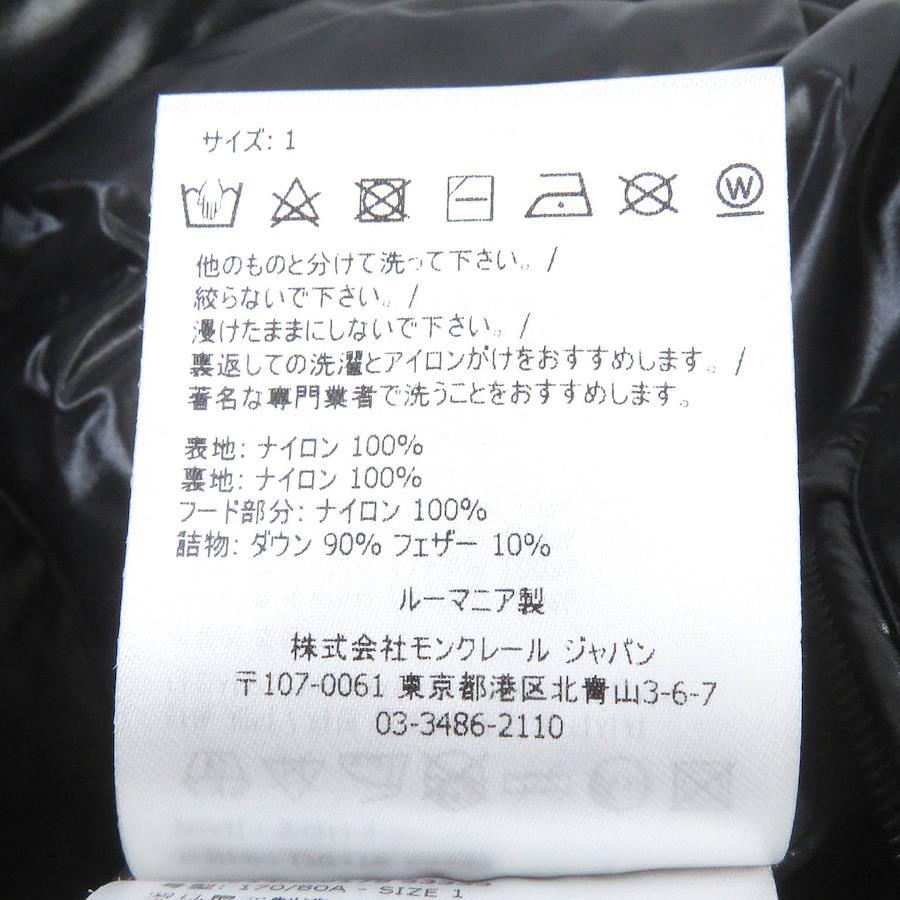 サイズ: 1
W
他のものと分けて洗って下さい。/
絞らないで下さい。/
浸けたままにしないで下さい。/
裏返しての洗濯とアイロンがけをおすすめします。/
著名な専門業者で洗うことをおすすめします。
表地: ナイロン 100%
裏地: ナイロン 100%
フード部分: ナイロン 100%
詰物: ダウン 90% フェザー 10%
ルーマニア製
株式会社モンクレール ジャパン
〒107-0061 東京都港区北青山3-6-7
03-3486-2110
号型: 170/80A - SIZE 1